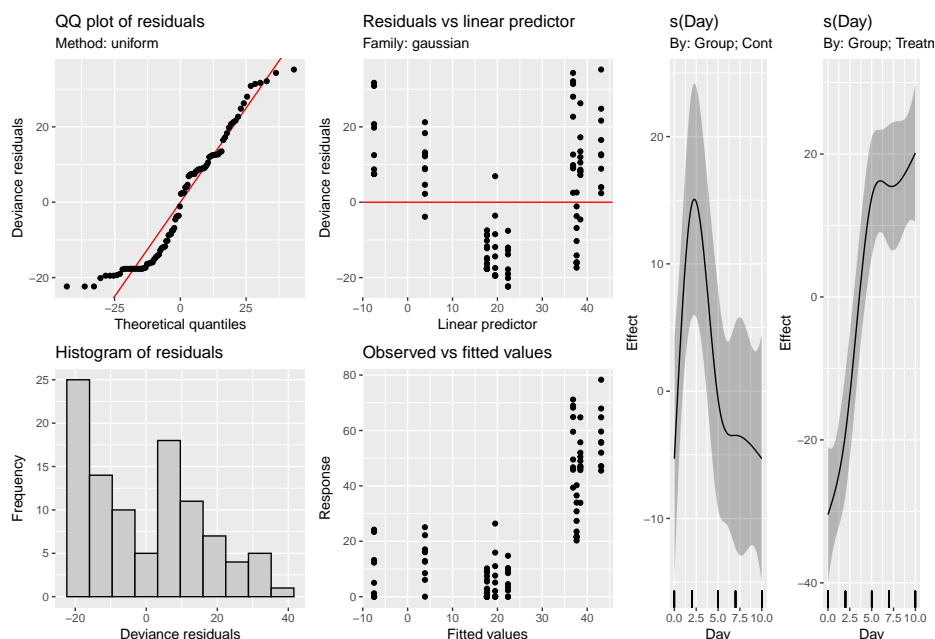 QQ plot of residuals
Method: uniform
Deviance residuals
20
0
−20
−25
0
25
Theoretical quantiles
Residuals vs linear predictor
Family: gaussian
Deviance residuals
20
0
−20
−10
0
10
20
30
40
Linear predictor
Histogram of residuals
Frequency
25
20
15
10
5
0
−20
0
20
40
Deviance residuals
Observed vs fitted values
Response
80
60
40
20
0
−10
0
10
20
30
40
Fitted values
s(Day)
By: Group; Cont
Effect
20
10
0
−10
0.0
2.5
5.0
7.5
10.0
Day
s(Day)
By: Group; Treatm
Effect
20
0
−20
−40
0.0
2.5
5.0
7.5
10.0
Day